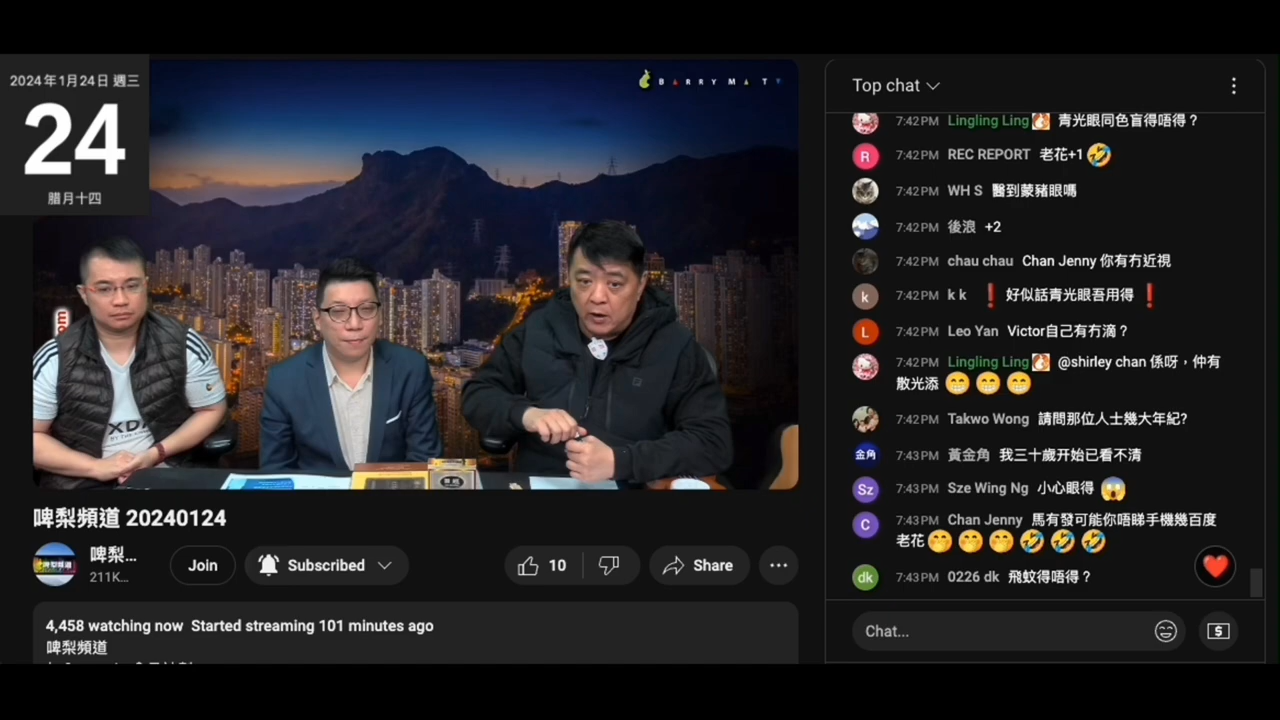 2024年1月24日 週三
24
腊月十四
BARRY MA TV
om
XDA
啤梨頻道 20240124
啤梨...
211K...
Join
Subscribed
10
Share
4,458 watching now Started streaming 101 minutes ago
啤梨頻道
Top chat
7:42 PM Lingling Ling 青光眼同色盲得唔得？
R 7:42 PM REC REPORT 老花+1 🤣
7:42 PM WH S 醫到蒙豬眼嗎
7:42 PM 後浪 +2
7:42 PM chau chau Chan Jenny 你有冇近視
k 7:42 PM k k ❗ 好似話青光眼吾用得 ❗
L 7:42 PM Leo Yan Victor自己有冇滴？
7:42 PM Lingling Ling @shirley chan 係呀，仲有
散光添 😁 😁 😁
7:42 PM Takwo Wong 請問那位人士幾大年紀?
金角 7:43 PM 黃金角 我三十歲开始已看不清
Sz 7:43 PM Sze Wing Ng 小心眼得 😱
C 7:43 PM Chan Jenny 馬有發可能你唔睇手機幾百度
老花 🤭 🤭 🤭 🤣 🤣 🤣
dk 7:43 PM 0226 dk 飛蚊得唔得？
Chat...